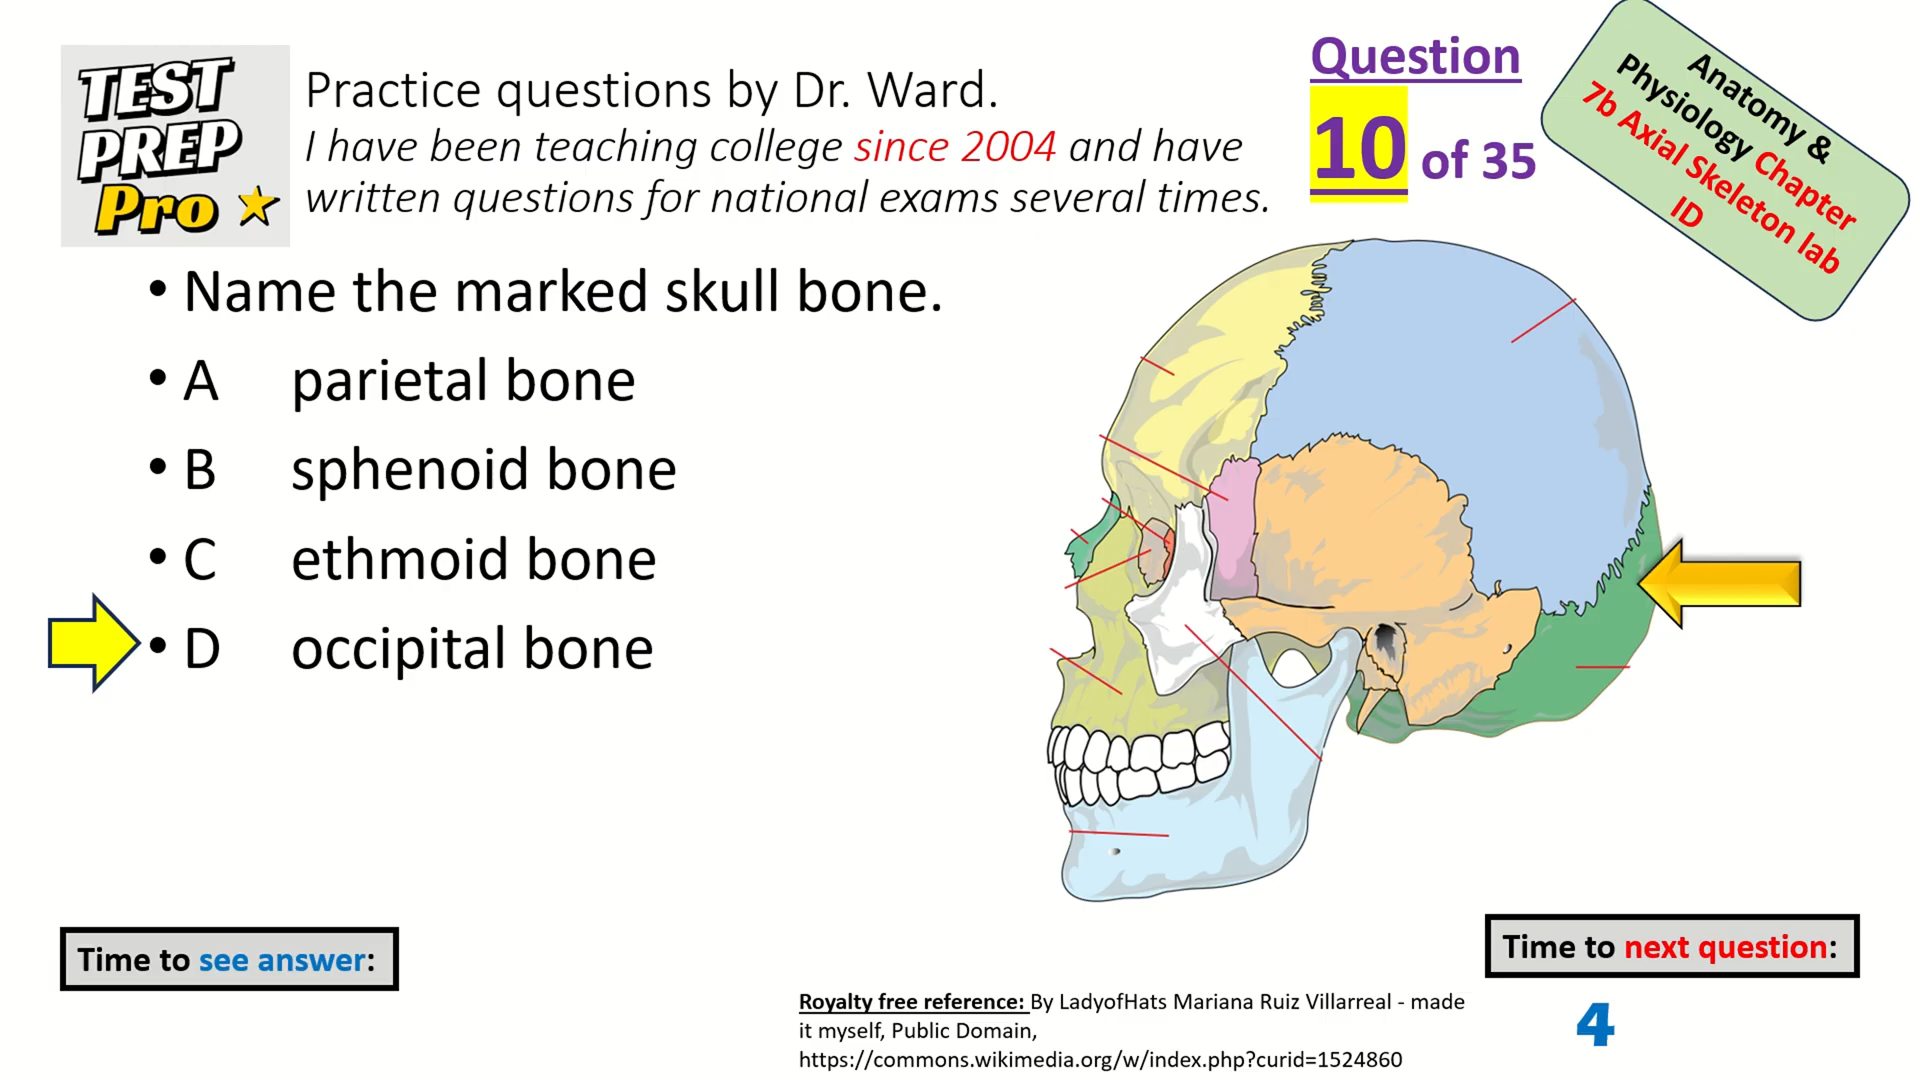 TEST
PREP
Pro
Practice questions by Dr. Ward.
I have been teaching college since 2004 and have
written questions for national exams several times.
Question
10 of 35
Anatomy &
Physiology Chapter
7b Axial Skeleton lab
ID
• Name the marked skull bone.
• A parietal bone
• B sphenoid bone
• C ethmoid bone
• D occipital bone
Time to see answer:
Time to next question:
4
Royalty free reference: By LadyofHats Mariana Ruiz Villarreal - made
it myself, Public Domain,
https://commons.wikimedia.org/w/index.php?curid=1524860